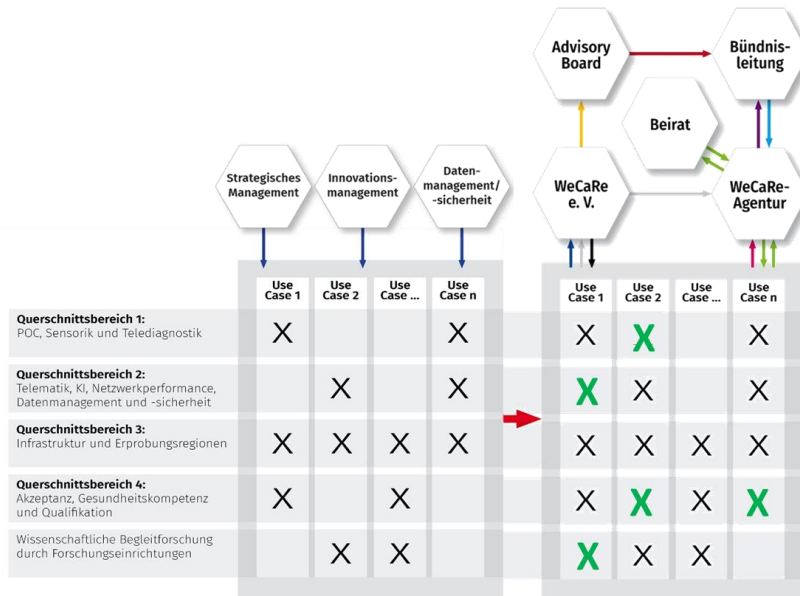 Advisory
Board
Bündnis-
leitung
Beirat
Strategisches
Management
Innovations-
management
Daten-
management/
-sicherheit
WeCaRe
e. V.
WeCaRe-
Agentur
Use
Case 1
Use
Case 2
Use
Case ...
Use
Case n
Use
Case 1
Use
Case 2
Use
Case ...
Use
Case n
Querschnittsbereich 1:
POC, Sensorik und Telediagnostik
X X X X X
Querschnittsbereich 2:
Telematik, KI, Netzwerkperformance,
Datenmanagement und -sicherheit
X X X X X
Querschnittsbereich 3:
Infrastruktur und Erprobungsregionen
X X X X X X X X
Querschnittsbereich 4:
Akzeptanz, Gesundheitskompetenz
und Qualifikation
X X X X X X
Wissenschaftliche Begleitforschung
durch Forschungseinrichtungen
X X X X X